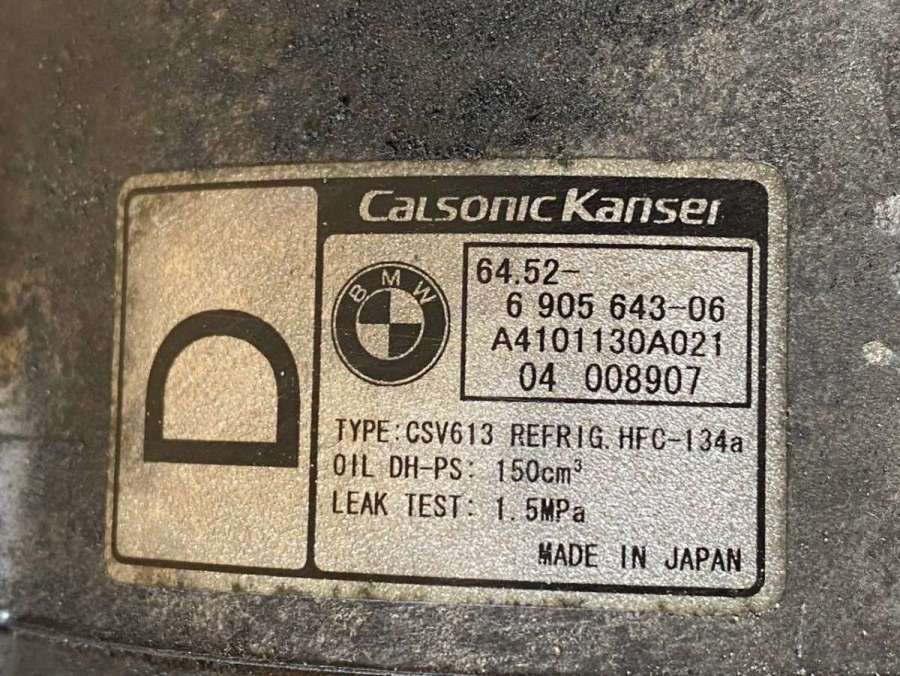 D
Calsonic Kansei
BMW
64.52-
6 905 643-06
A4101130A021
04 008907
TYPE:CSV613 REFRIG.HFC-134a
OIL DH-PS: 150cm³
LEAK TEST: 1.5MPa
MADE IN JAPAN